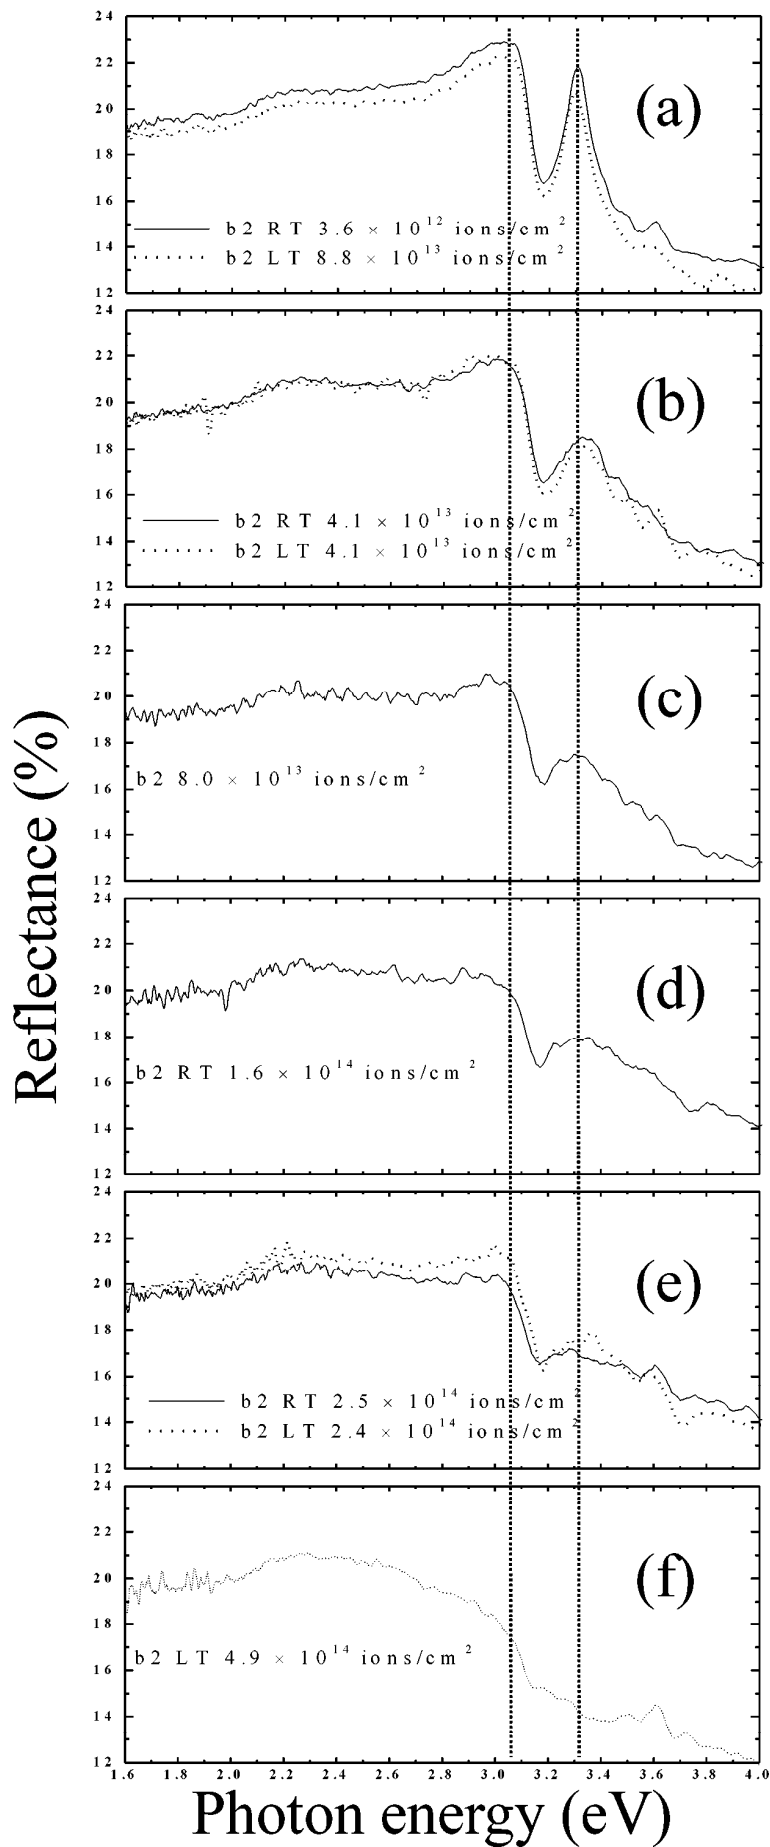 24
22
20
18
16
14
12
(a)
b2 RT 3.6 × 10^12 ions/cm^2
b2 LT 8.8 × 10^13 ions/cm^2
24
22
20
18
16
14
12
(b)
b2 RT 4.1 × 10^13 ions/cm^2
b2 LT 4.1 × 10^13 ions/cm^2
24
22
20
18
16
14
12
(c)
b2 8.0 × 10^13 ions/cm^2
24
22
20
18
16
14
12
(d)
b2 RT 1.6 × 10^14 ions/cm^2
24
22
20
18
16
14
12
(e)
b2 RT 2.5 × 10^14 ions/cm^2
b2 LT 2.4 × 10^14 ions/cm^2
24
22
20
18
16
14
12
(f)
b2 LT 4.9 × 10^14 ions/cm^2
1.6 1.8 2.0 2.2 2.4 2.6 2.8 3.0 3.2 3.4 3.6 3.8 4.0
Reflectance (%)
Photon energy (eV)